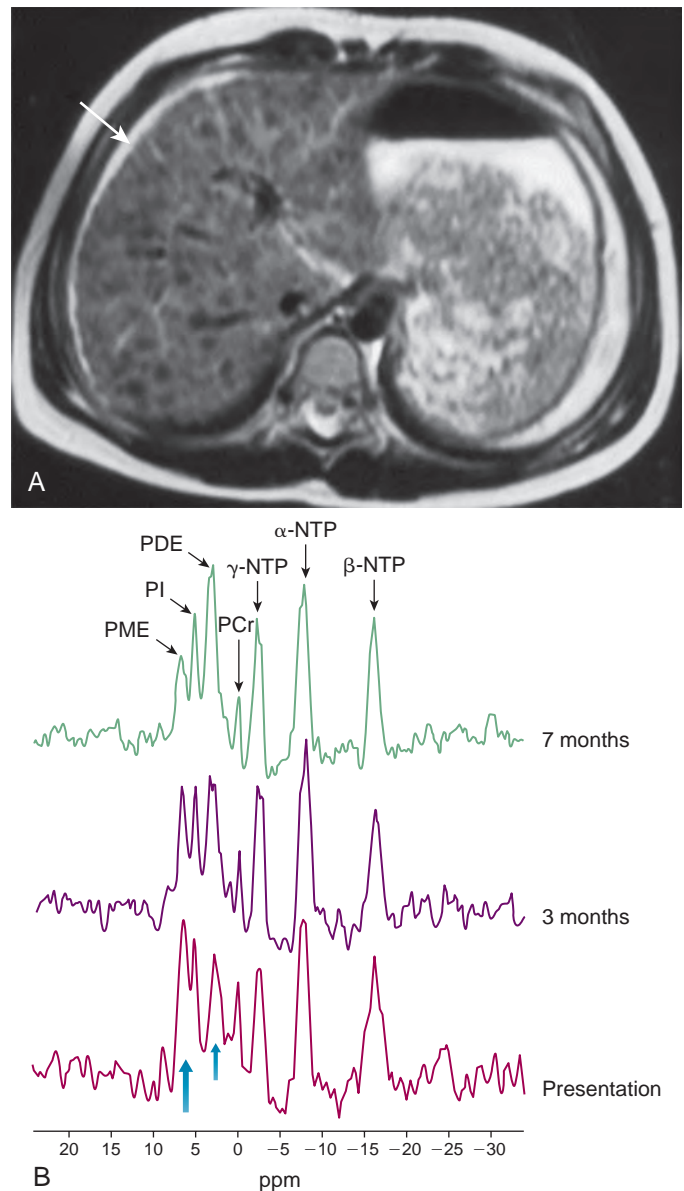 A
α-NTP
PDE
γ-NTP
β-NTP
PI
PCr
PME
7 months
3 months
Presentation
20 15 10 5 0 −5 −10 −15 −20 −25 −30
B
ppm